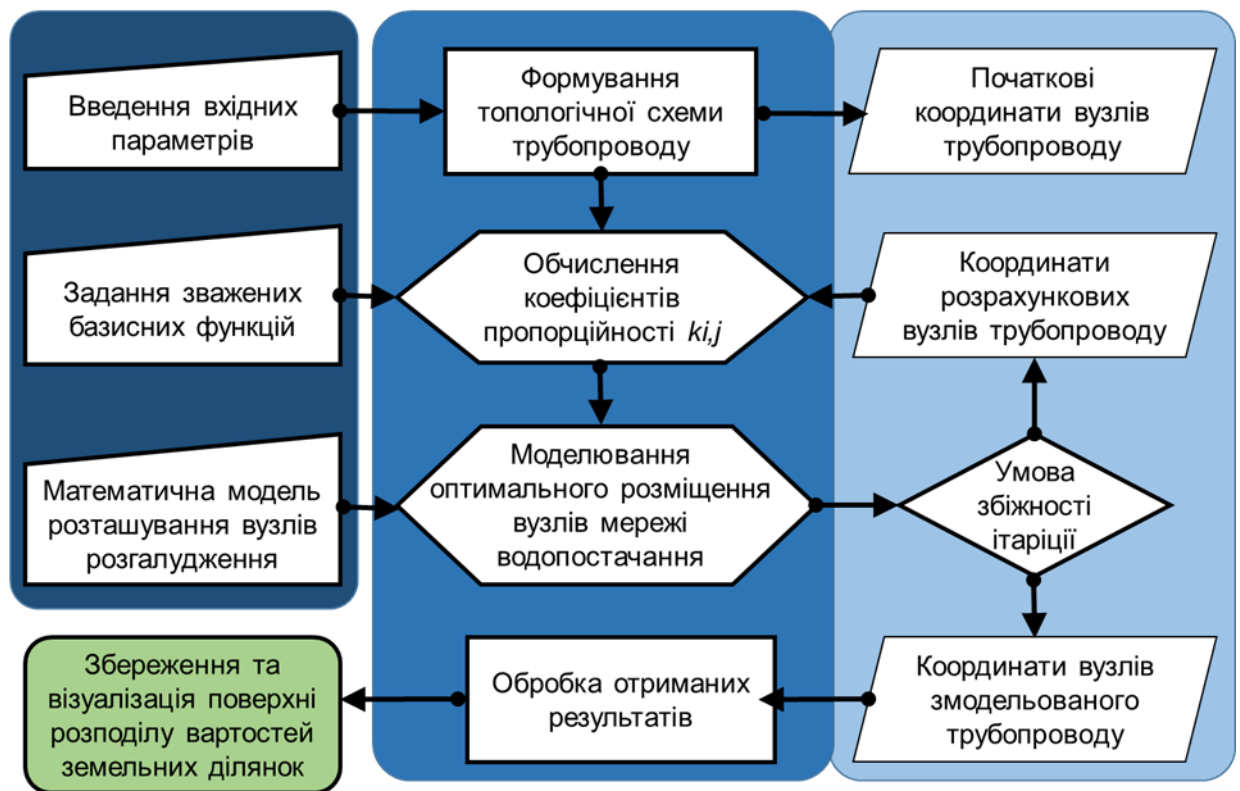 Введення вхідних
параметрів
Формування
топологічної схеми
трубопроводу
Початкові
координати вузлів
трубопроводу
Задання зважених
базисних функцій
Обчислення
коефіцієнтів
пропорційності ki,j
Координати
розрахункових
вузлів трубопроводу
Математична модель
розташування вузлів
розгалудження
Моделювання
оптимального розміщення
вузлів мережі
водопостачання
Умова
збіжності
ітаріції
Збереження та
візуалізація поверхні
розподілу вартостей
земельних ділянок
Обробка отриманих
результатів
Координати вузлів
змодельованого
трубопроводу